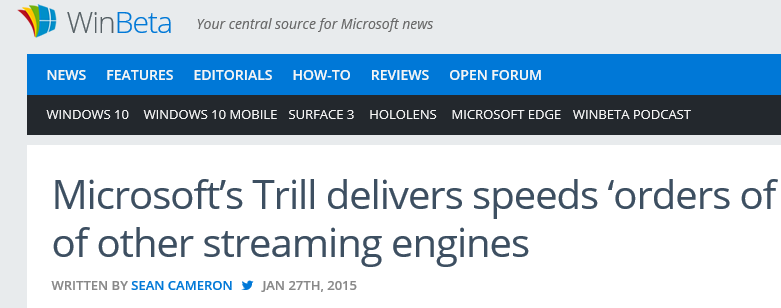 WinBeta Your central source for Microsoft news
NEWS FEATURES EDITORIALS HOW-TO REVIEWS OPEN FORUM
WINDOWS 10 WINDOWS 10 MOBILE SURFACE 3 HOLOLENS MICROSOFT EDGE WINBETA PODCAST
Microsoft’s Trill delivers speeds ‘orders of
of other streaming engines
WRITTEN BY SEAN CAMERON JAN 27TH, 2015